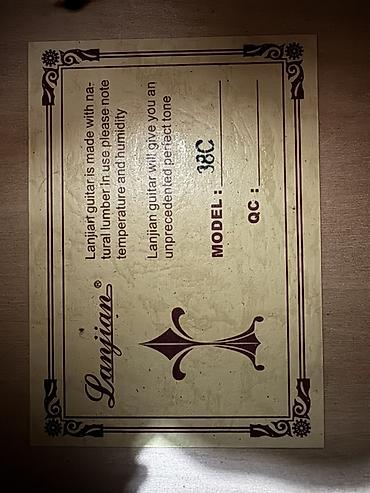 Lanjian®
Lanjian guitar is made with na-
tural lumber In use please note
temperature and humidity
Lanjian guitar will give you an
unprecedented perfect tone
MODEL : 38C
QC :